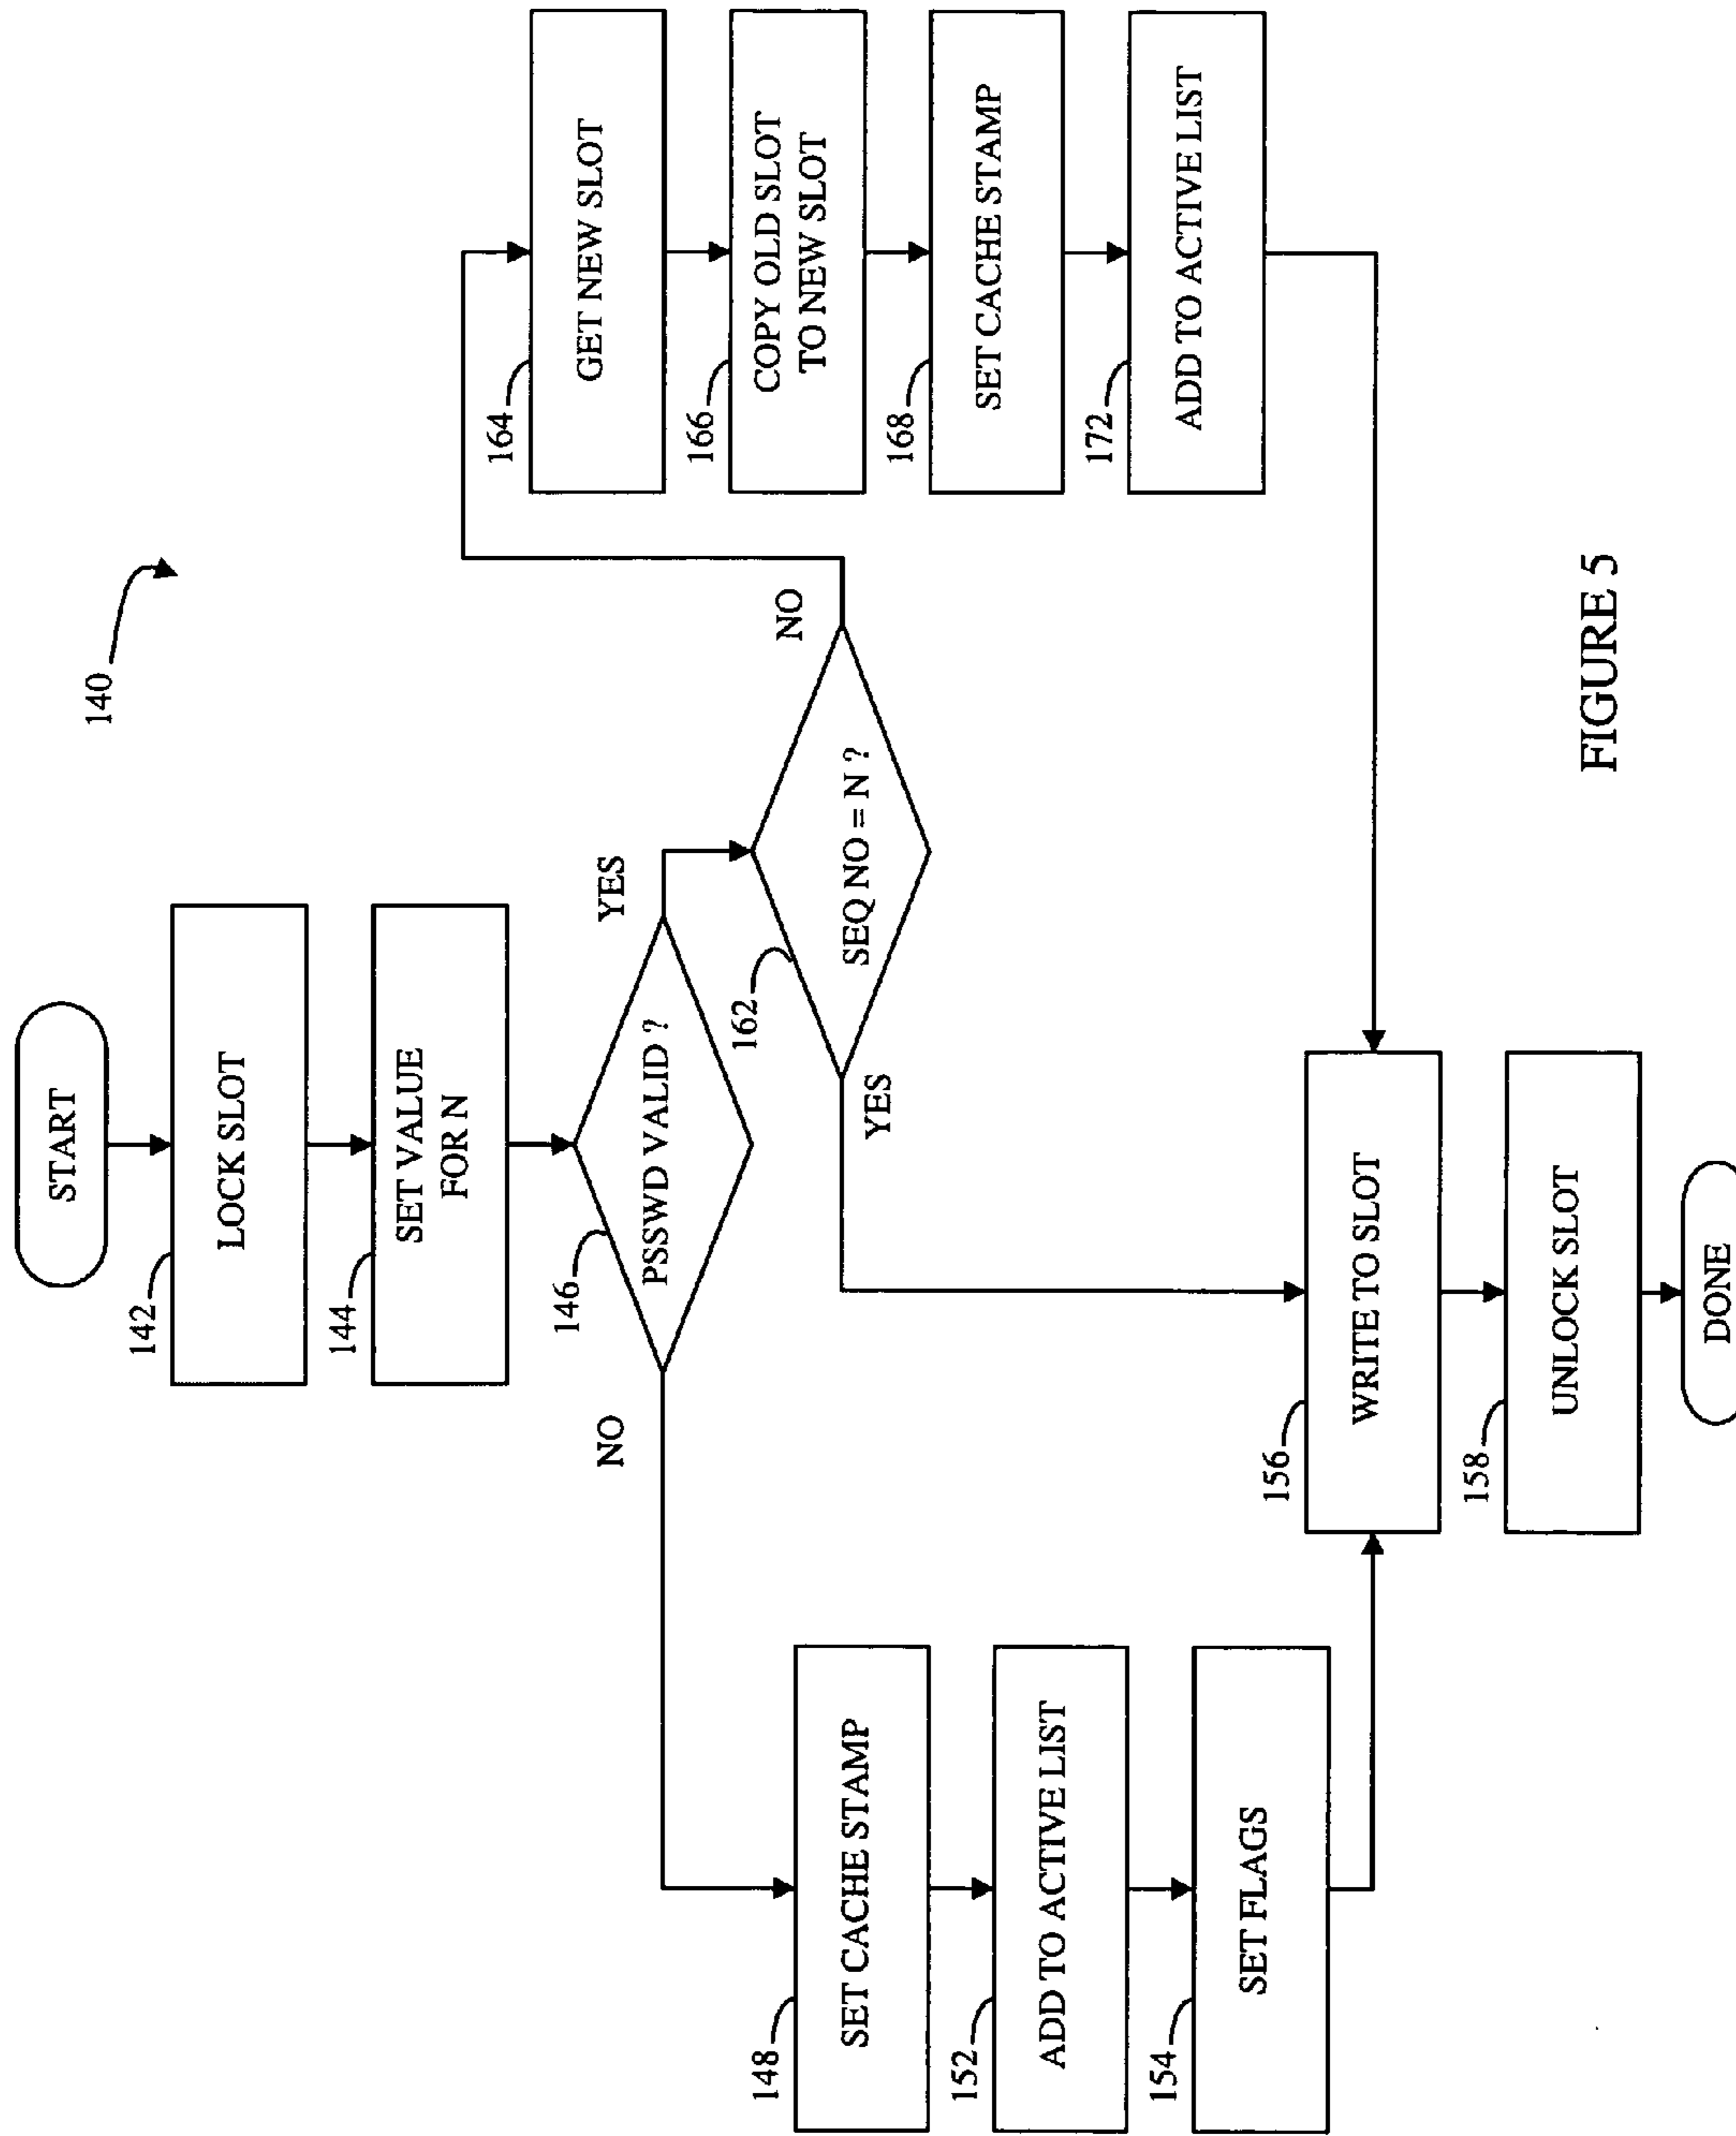 140
START
142
LOCK SLOT
144
SET VALUE
FOR N
146
PSSWD VALID ?
NO
YES
148
SET CACHE STAMP
152
ADD TO ACTIVE LIST
154
SET FLAGS
162
SEQ NO = N ?
YES
NO
164
GET NEW SLOT
166
COPY OLD SLOT
TO NEW SLOT
168
SET CACHE STAMP
172
ADD TO ACTIVE LIST
156
WRITE TO SLOT
158
UNLOCK SLOT
DONE
FIGURE 5